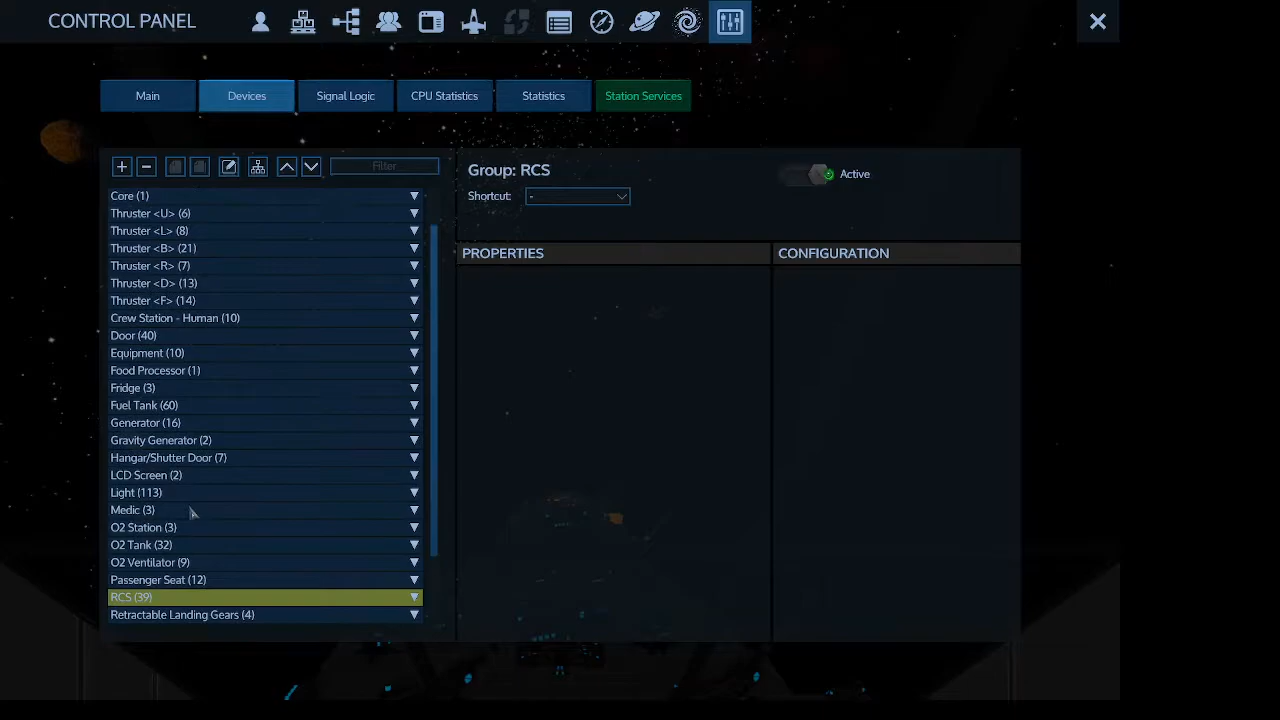 CONTROL PANEL
Main
Devices
Signal Logic
CPU Statistics
Statistics
Station Services
Filter
Core (1)
Thruster <U> (6)
Thruster <L> (8)
Thruster <B> (21)
Thruster <R> (7)
Thruster <D> (13)
Thruster <F> (14)
Crew Station - Human (10)
Door (40)
Equipment (10)
Food Processor (1)
Fridge (3)
Fuel Tank (60)
Generator (16)
Gravity Generator (2)
Hangar/Shutter Door (7)
LCD Screen (2)
Light (113)
Medic (3)
O2 Station (3)
O2 Tank (32)
O2 Ventilator (9)
Passenger Seat (12)
RCS (39)
Retractable Landing Gears (4)
Group: RCS
Active
Shortcut: -
PROPERTIES
CONFIGURATION